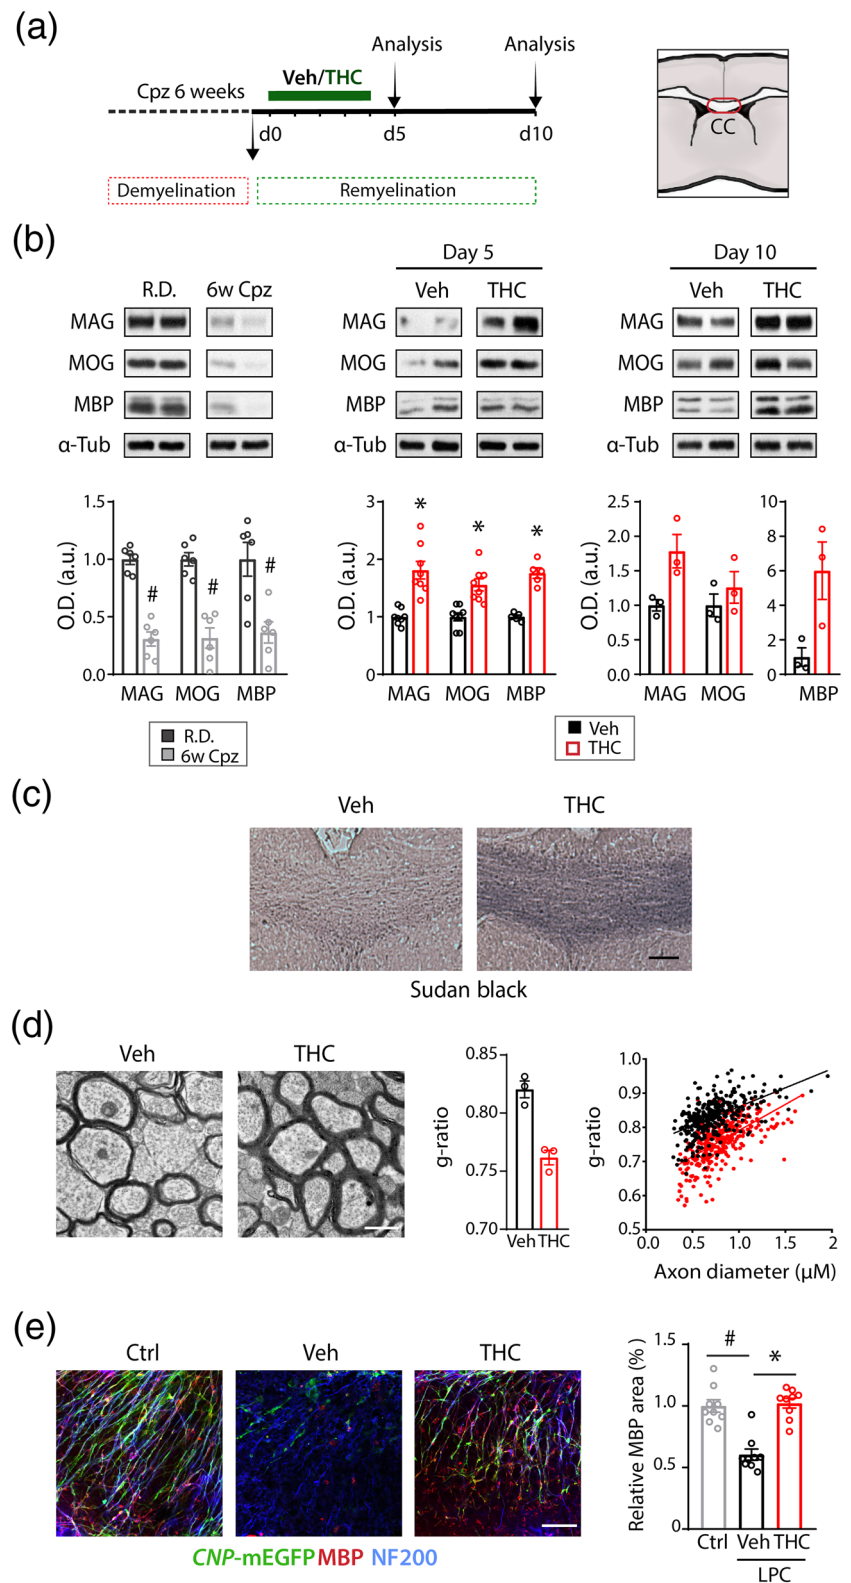 (a)
Analysis Analysis
Cpz 6 weeks Veh/THC
d0 d5 d10
Demyelination Remyelination
CC
(b)
R.D. 6w Cpz
MAG
MOG
MBP
α-Tub
Day 5
Veh THC
MAG
MOG
MBP
α-Tub
Day 10
Veh THC
MAG
MOG
MBP
α-Tub
O.D. (a.u.)
1.5
1.0
0.5
0.0
# # #
MAG MOG MBP
R.D.
6w Cpz
O.D. (a.u.)
3
2
1
0
* * *
MAG MOG MBP
O.D. (a.u.)
2.5
2.0
1.5
1.0
0.5
0.0
MAG MOG
10
8
6
4
2
0
MBP
Veh
THC
(c)
Veh THC
Sudan black
(d)
Veh THC
g-ratio
0.85
0.80
0.75
0.70
Veh THC
g-ratio
1.0
0.9
0.8
0.7
0.6
0.5
0.0 0.5 1.0 1.5 2
Axon diameter (μM)
(e)
Ctrl Veh THC
CNP-mEGFP MBP NF200
Relative MBP area (% )
1.5
1.0
0.5
0
# *
Ctrl Veh THC
LPC